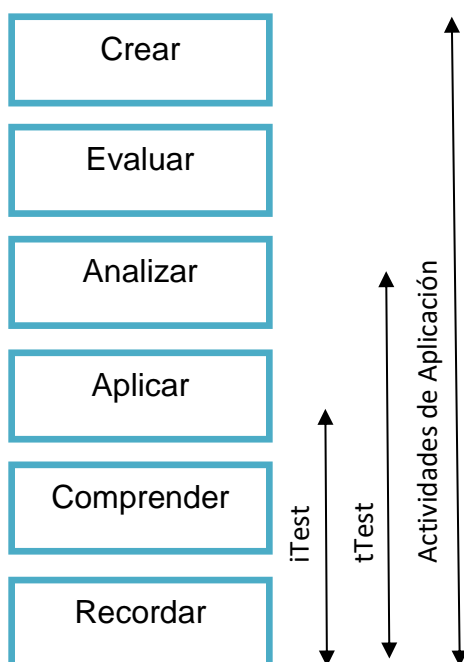 Crear
Evaluar
Analizar
Aplicar
Comprender
Recordar
iTest
tTest
Actividades de Aplicación